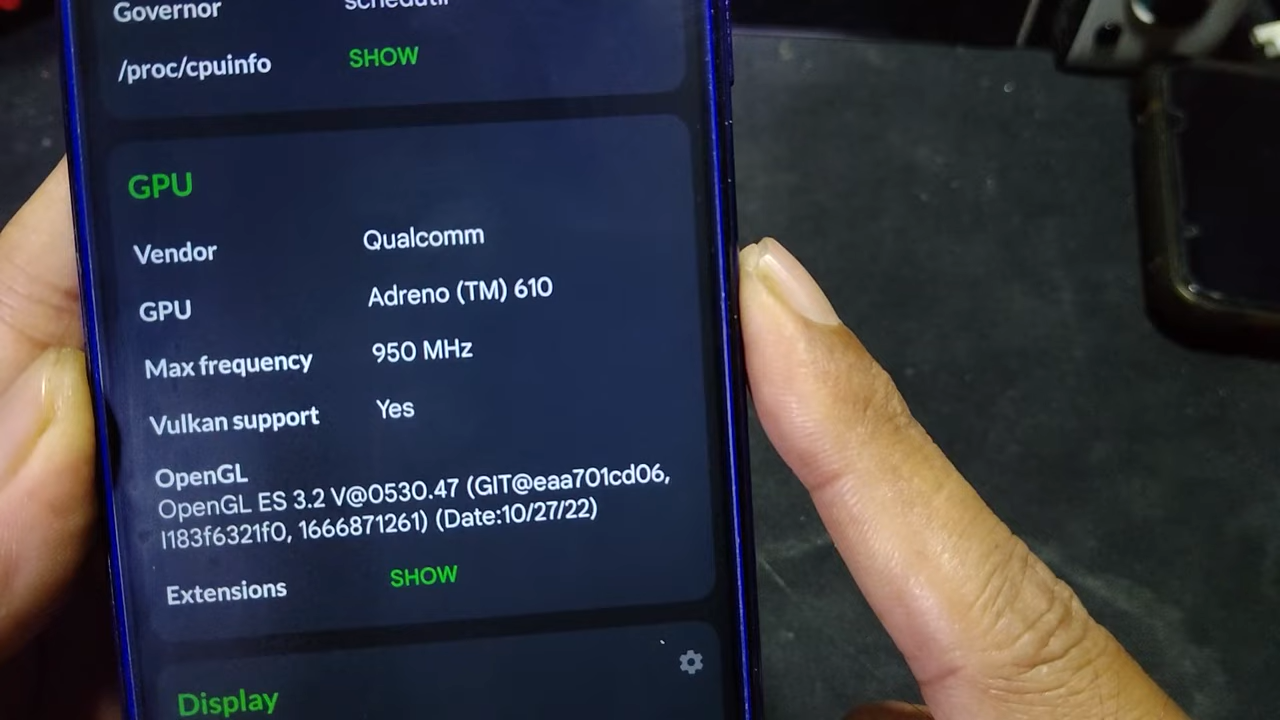 Governor schedutil
/proc/cpuinfo SHOW
GPU
Vendor Qualcomm
GPU Adreno (TM) 610
Max frequency 950 MHz
Vulkan support Yes
OpenGL
OpenGL ES 3.2 V@0530.47 (GIT@eaa701cd06,
I183f6321f0, 1666871261) (Date:10/27/22)
Extensions SHOW
Display